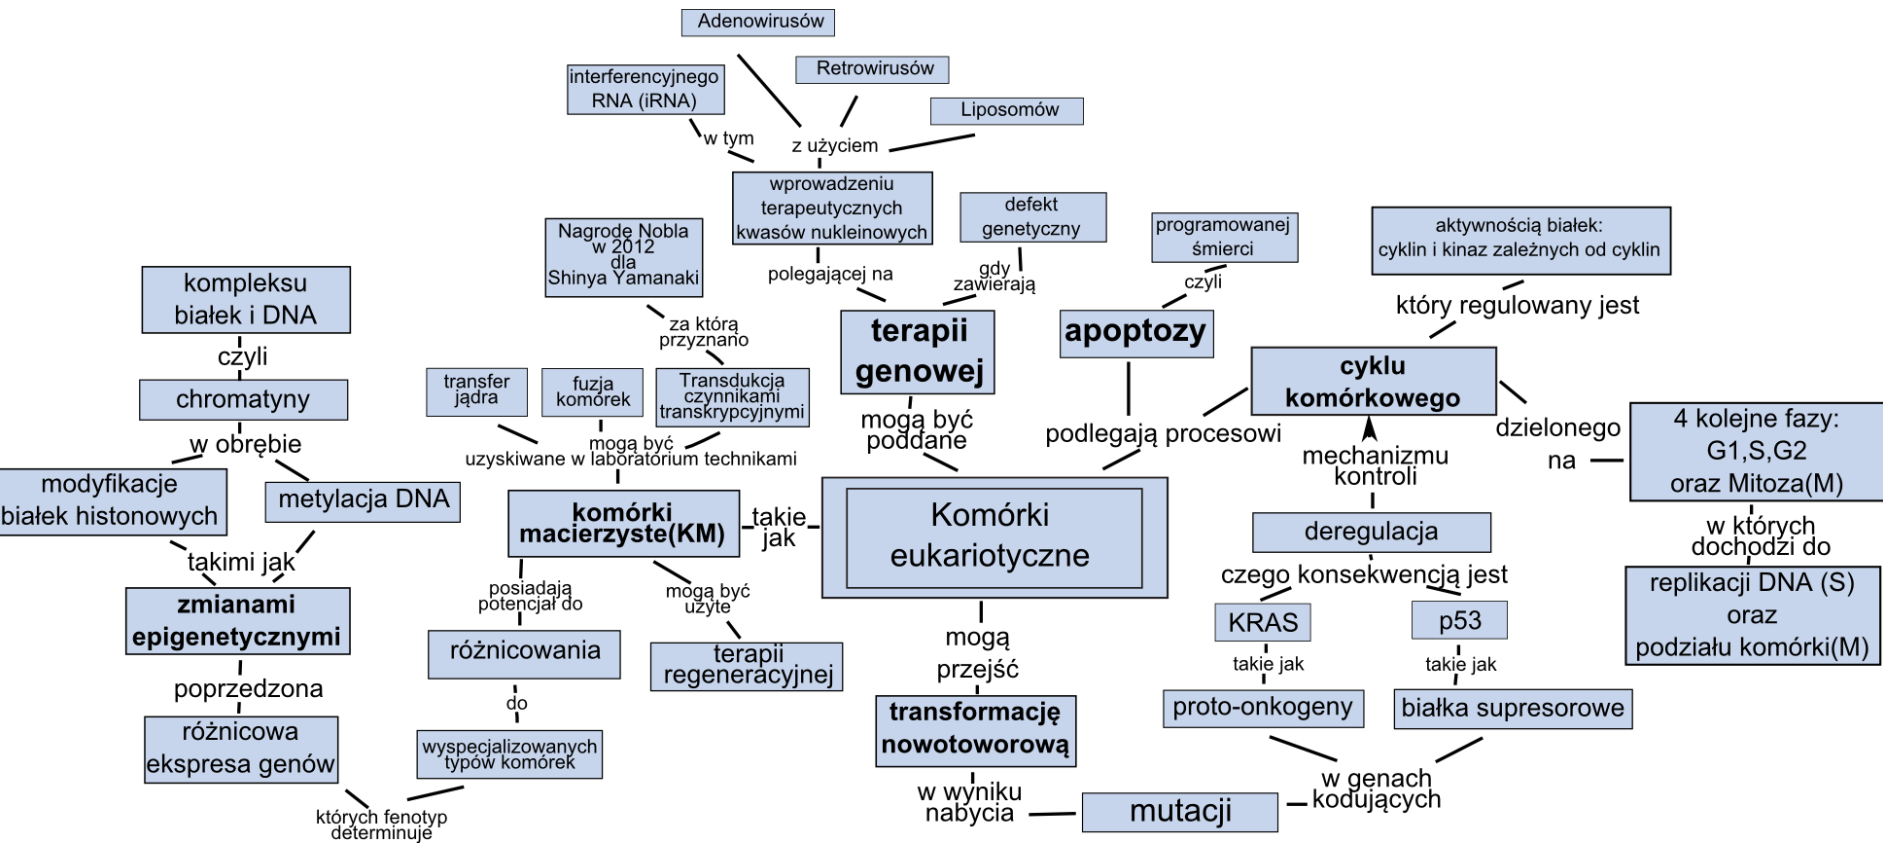 Adenowirusów
interferencyjnego
RNA (iRNA)
Retrowirusów
Liposomów
w tym
z użyciem
wprowadzeniu
terapeutycznych
kwasów nukleinowych
defekt
genetyczny
programowanej
śmierci
aktywnością białek:
cyklin i kinaz zależnych od cyklin
Nagrodę Nobla
w 2012
dla
Shinya Yamanaki
polegającej na
gdy
zawierają
czyli
który regulowany jest
kompleksu
białek i DNA
czyli
chromatyny
w obrębie
modyfikacje
białek histonowych
metylacja DNA
takimi jak
zmianami
epigenetycznymi
poprzedzona
różnicowa
ekspresa genów
których fenotyp
determinuje
za którą
przyznano
transfer
jądra
fuzja
komórek
Transdukcja
czynnikami
transkrypcyjnymi
mogą być
uzyskiwane w laboratorium technikami
komórki
macierzyste(KM)
takie
jak
posiadają
potencjał do
różnicowania
do
wyspecjalizowanych
typów komórek
mogą być
użyte
terapii
regeneracyjnej
terapii
genowej
mogą być
poddane
apoptozy
podlegają procesowi
Komórki
eukariotyczne
mogą
przejść
transformację
nowotoworową
w wyniku
nabycia
mutacji
w genach
kodujących
cyklu
komórkowego
mechanizmu
kontroli
deregulacja
czego konsekwencją jest
KRAS
p53
takie jak
takie jak
proto-onkogeny
białka supresorowe
dzielonego
na
4 kolejne fazy:
G1,S,G2
oraz Mitoza(M)
w których
dochodzi do
replikacji DNA (S)
oraz
podziału komórki(M)